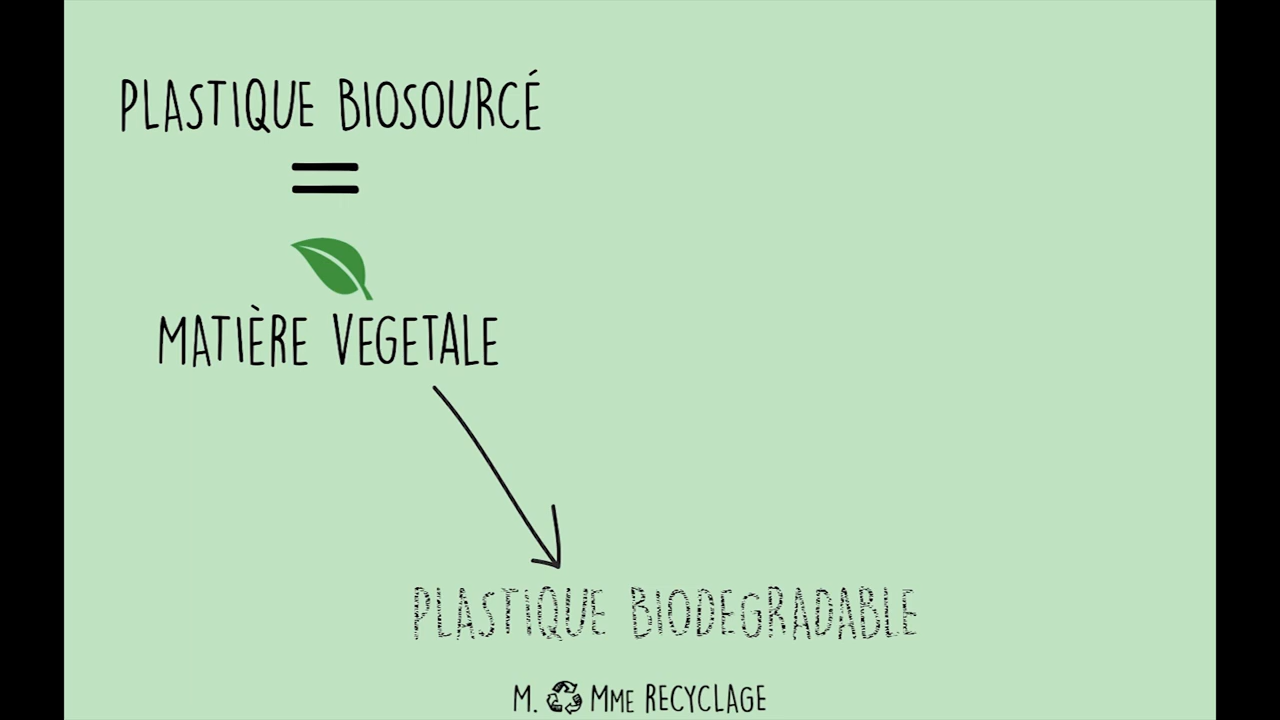 PLASTIQUE BIOSOURCÉ
=
MATIÈRE VEGETALE
PLASTIQUE BIODEGRADABLE
M. Mme RECYCLAGE